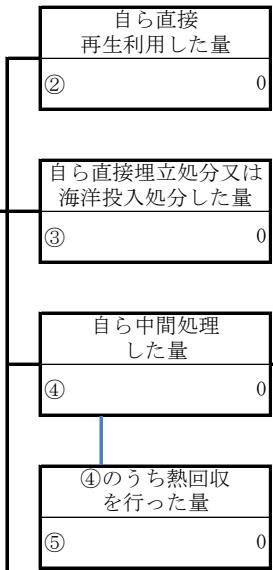 自ら直接
再生利用した量
② 0
自ら直接埋立処分又は
海洋投入処分した量
③ 0
自ら中間処理
した量
④ 0
④のうち熱回収
を行った量
⑤ 0